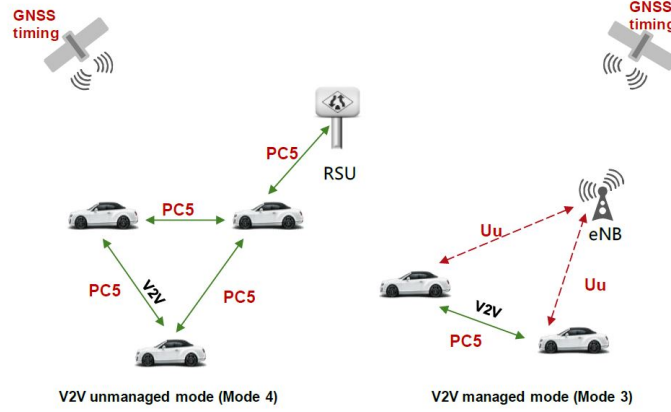 GNSS
timing
GNSS
timing
PC5
RSU
PC5
Uu
eNB
PC5
V2V
PC5
V2V
PC5
Uu
V2V unmanaged mode (Mode 4)
V2V managed mode (Mode 3)